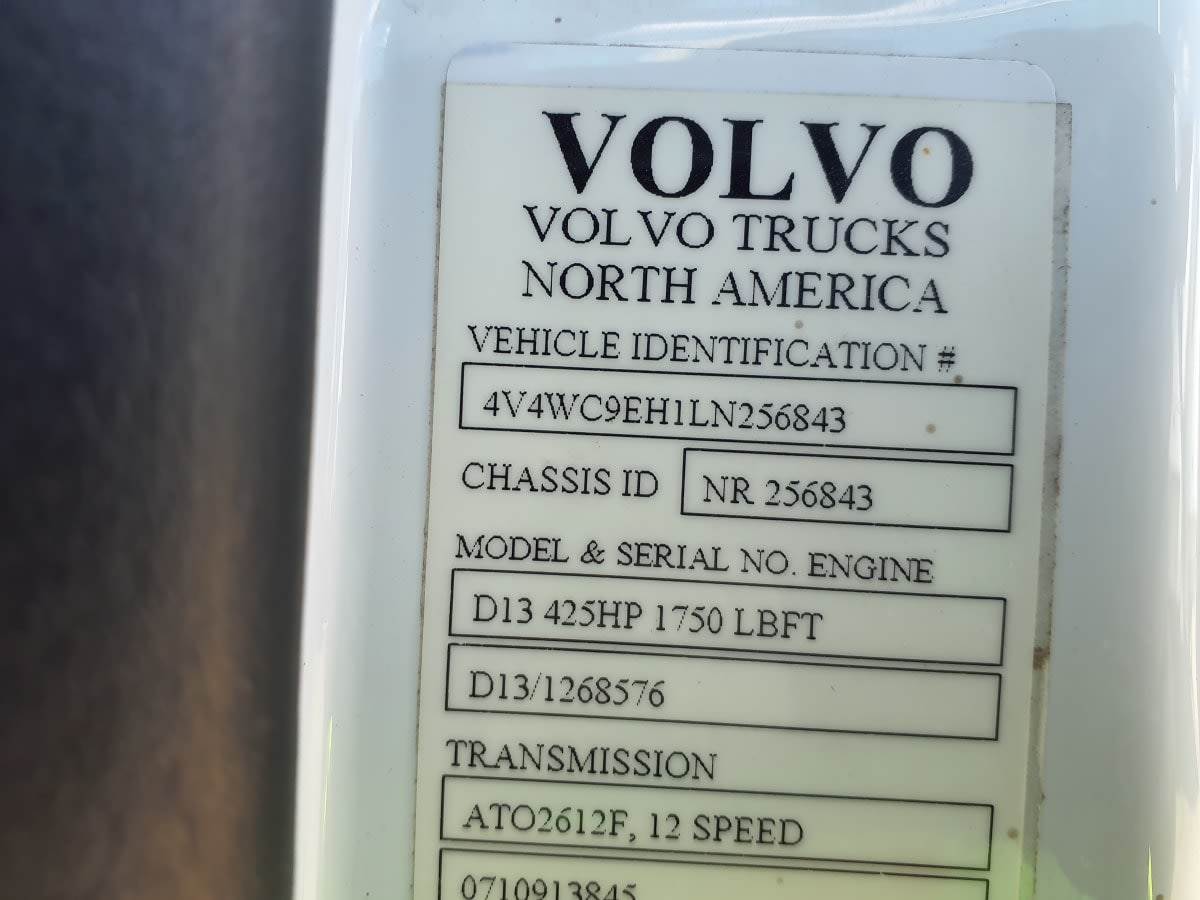 VOLVO
VOLVO TRUCKS
NORTH AMERICA
VEHICLE IDENTIFICATION #
4V4WC9EH1LN256843
CHASSIS ID NR 256843
MODEL & SERIAL NO. ENGINE
D13 425HP 1750 LBFT
D13/1268576
TRANSMISSION
ATO2612F, 12 SPEED
0710913845